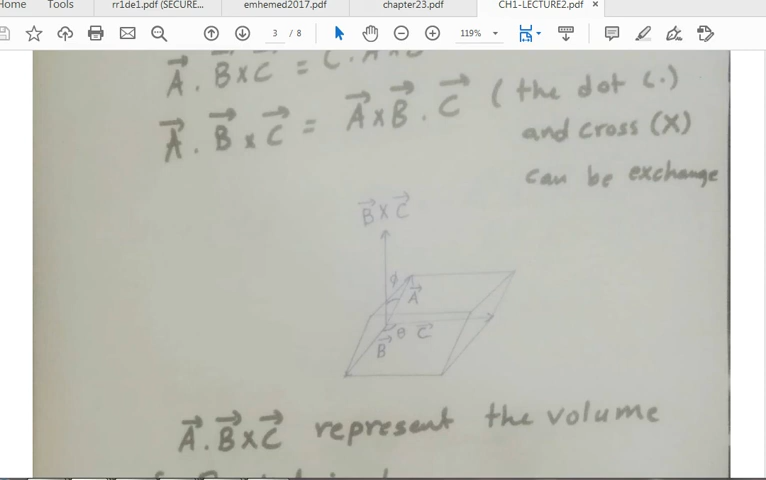 Home Tools rr1de1.pdf (SECURE... emhemed2017.pdf chapter23.pdf CH1-LECTURE2.pdf ×
3 / 8 119%
A⃗ . B⃗ × C⃗ = C⃗ . A⃗ × B⃗
A⃗ . B⃗ × C⃗ = A⃗ × B⃗ . C⃗ ( the dot (.)
and cross (X)
can be exchange
B⃗ × C⃗
φ
A⃗
θ C⃗
B⃗
A⃗ . B⃗ × C⃗ represent the volume